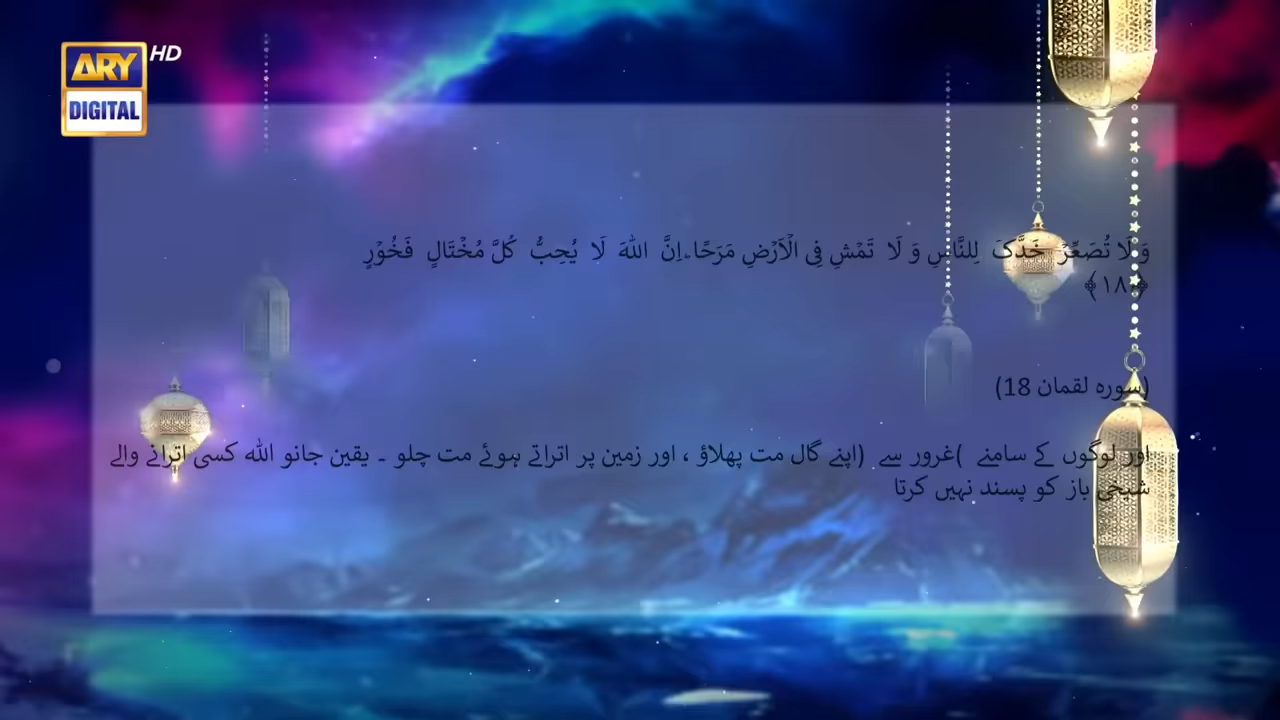 ARY HD
DIGITAL
وَ لَا تُصَعِّرۡ خَدَّکَ لِلنَّاسِ وَ لَا تَمۡشِ فِی الۡاَرۡضِ مَرَحًا ؕ اِنَّ اللّٰہَ لَا یُحِبُّ کُلَّ مُخۡتَالٍ فَخُوۡرٍ
﴿۱۸﴾
(سورہ لقمان 18)
اور لوگوں کے سامنے )غرور سے (اپنے گال مت پھلاؤ ، اور زمین پر اتراتے ہوئے مت چلو ۔ یقین جانو اللہ کسی اترانے والے
شیخی باز کو پسند نہیں کرتا